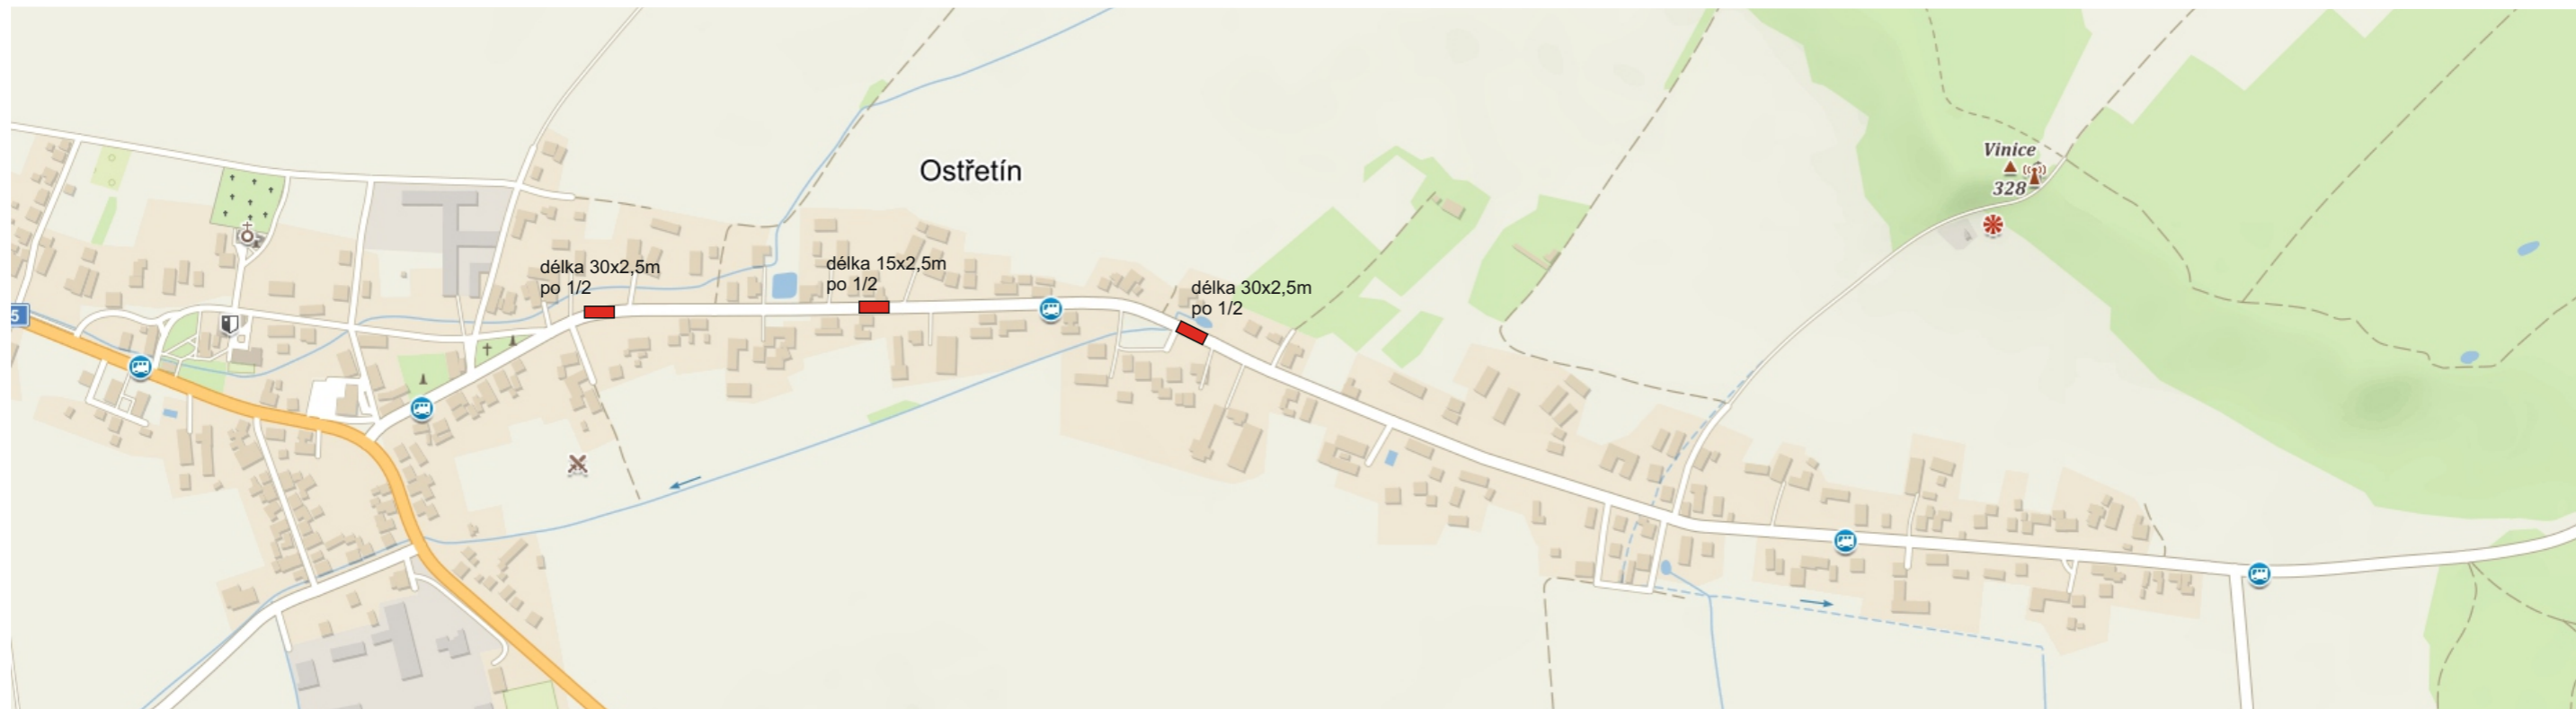 Ostřetín
Vinice
328
délka 30x2,5m
po 1/2
délka 15x2,5m
po 1/2
délka 30x2,5m
po 1/2
5